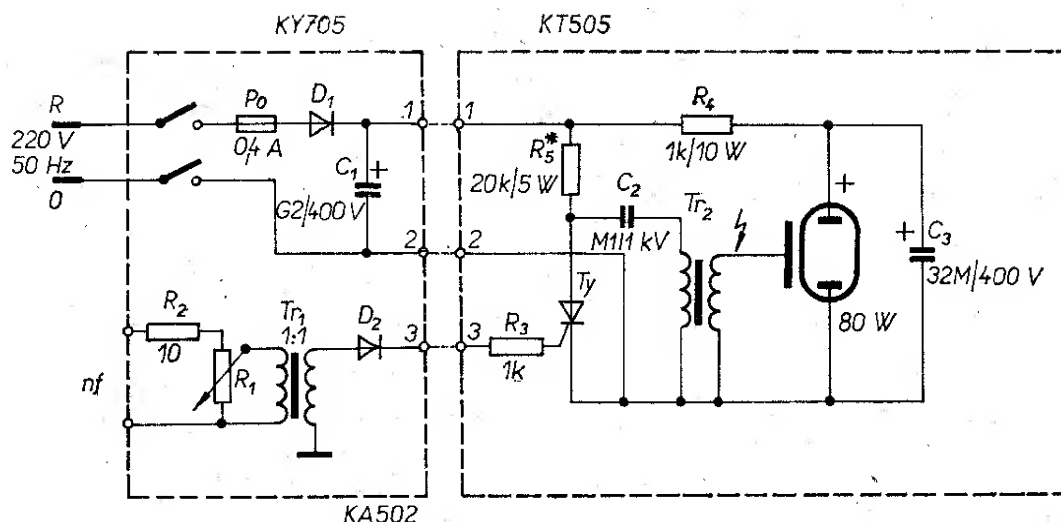 KY705
KT505
R
220 V
50 Hz
0
Po
0,4 A
D1
C1
+
G2/400 V
1
1
2
2
3
3
R4
1k/10 W
R5*
20k/5 W
C2
M1/1 kV
Tr2
+
+
C3
32M/400 V
80 W
Ty
R3
1k
R2
10
R1
nf
Tr1
1:1
D2
KA502